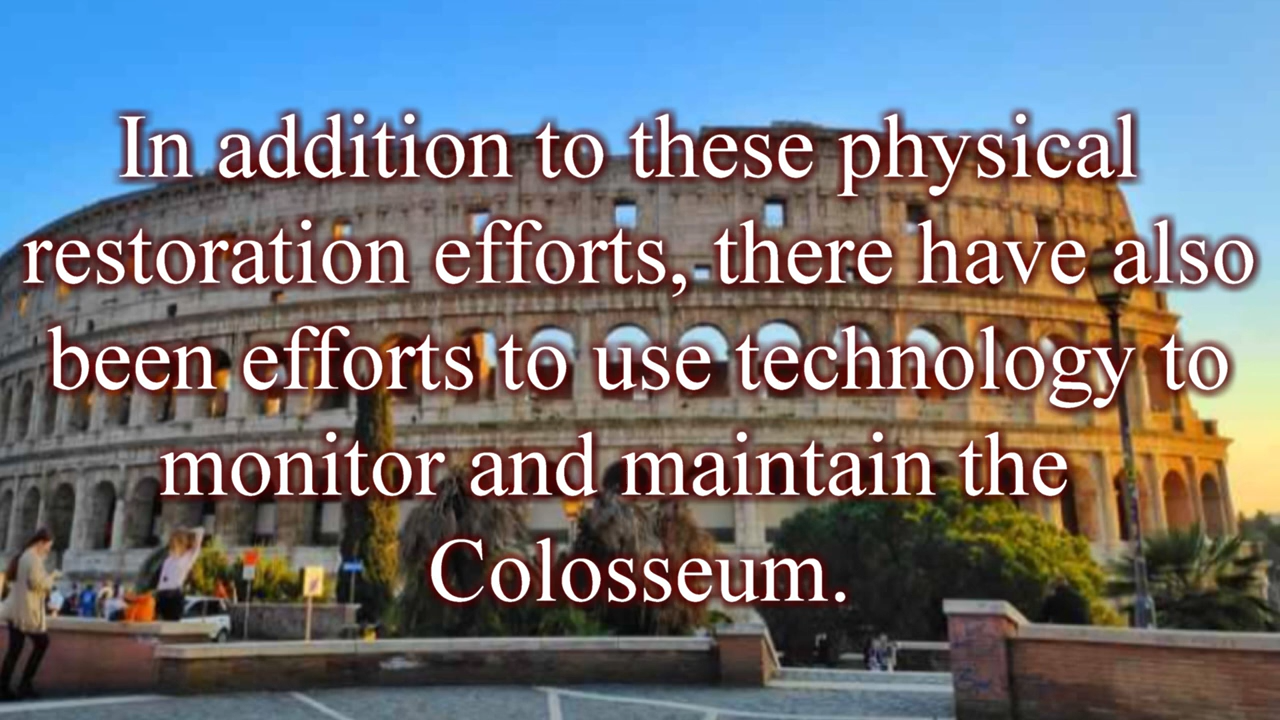 In addition to these physical
restoration efforts, there have also
been efforts to use technology to
monitor and maintain the
Colosseum.